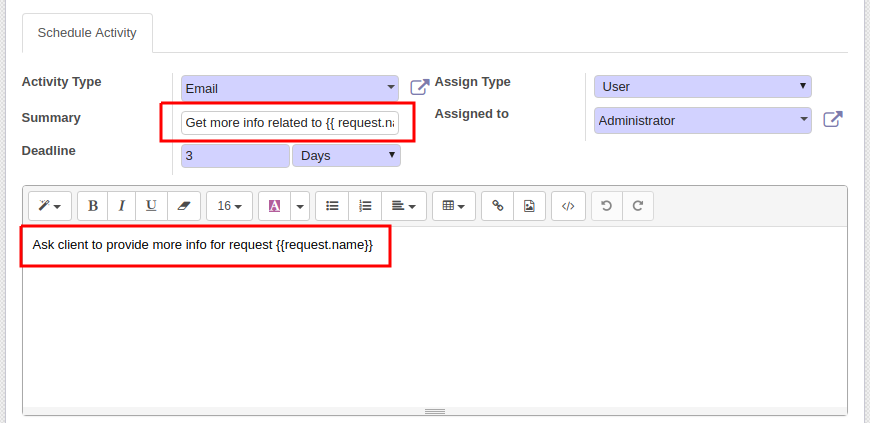 Schedule Activity
Activity Type Email Assign Type User
Summary Get more info related to {{ request.na Assigned to Administrator
Deadline 3 Days
B I U 16 A
Ask client to provide more info for request {{request.name}}